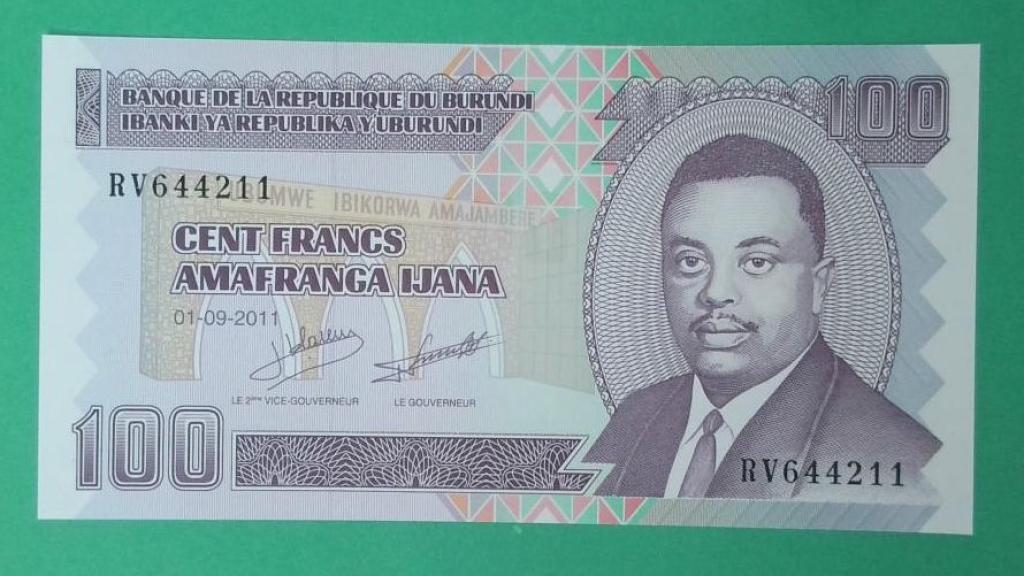 BANQUE DE LA REPUBLIQUE DU BURUNDI
IBANKI YA REPUBLIKA Y'UBURUNDI
100
RV644211
IBIKORWA AMAJAMBERE
CENT FRANCS
AMAFRANGA IJANA
01-09-2011
LE 2ème VICE-GOUVERNEUR
LE GOUVERNEUR
100
RV644211